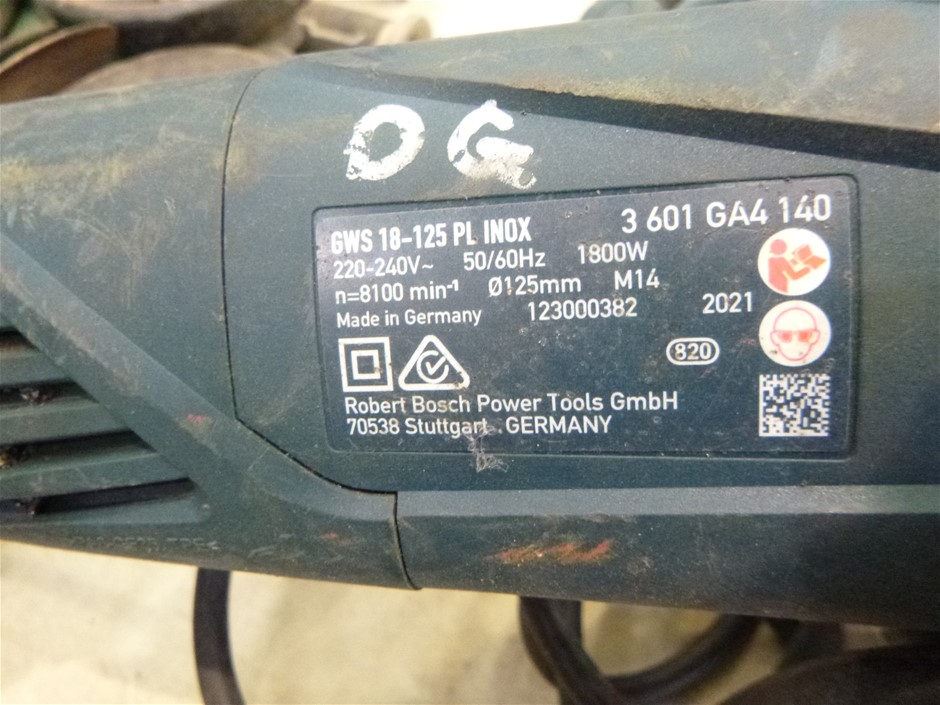 DG
GWS 18-125 PL INOX 3 601 GA4 140
220-240V~ 50/60Hz 1800W
n=8100 min⁻¹ Ø125mm M14
Made in Germany 123000382 2021
820
Robert Bosch Power Tools GmbH
70538 Stuttgart . GERMANY